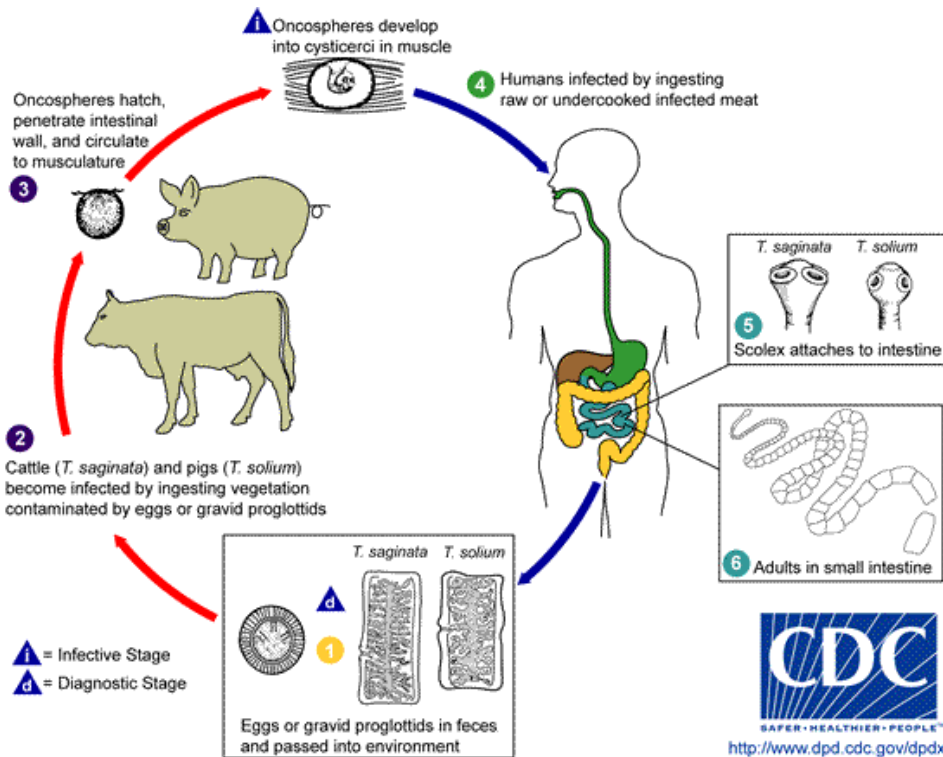 i
Oncospheres develop
into cysticerci in muscle
4
Humans infected by ingesting
raw or undercooked infected meat
Oncospheres hatch,
penetrate intestinal
wall, and circulate
to musculature
3
T. saginata
T. solium
5
Scolex attaches to intestine
2
Cattle (T. saginata) and pigs (T. solium)
become infected by ingesting vegetation
contaminated by eggs or gravid proglottids
6
Adults in small intestine
T. saginata
T. solium
d
1
Eggs or gravid proglottids in feces
and passed into environment
i = Infective Stage
d = Diagnostic Stage
CDC
SAFER·HEALTHIER·PEOPLE™
http://www.dpd.cdc.gov/dpdx